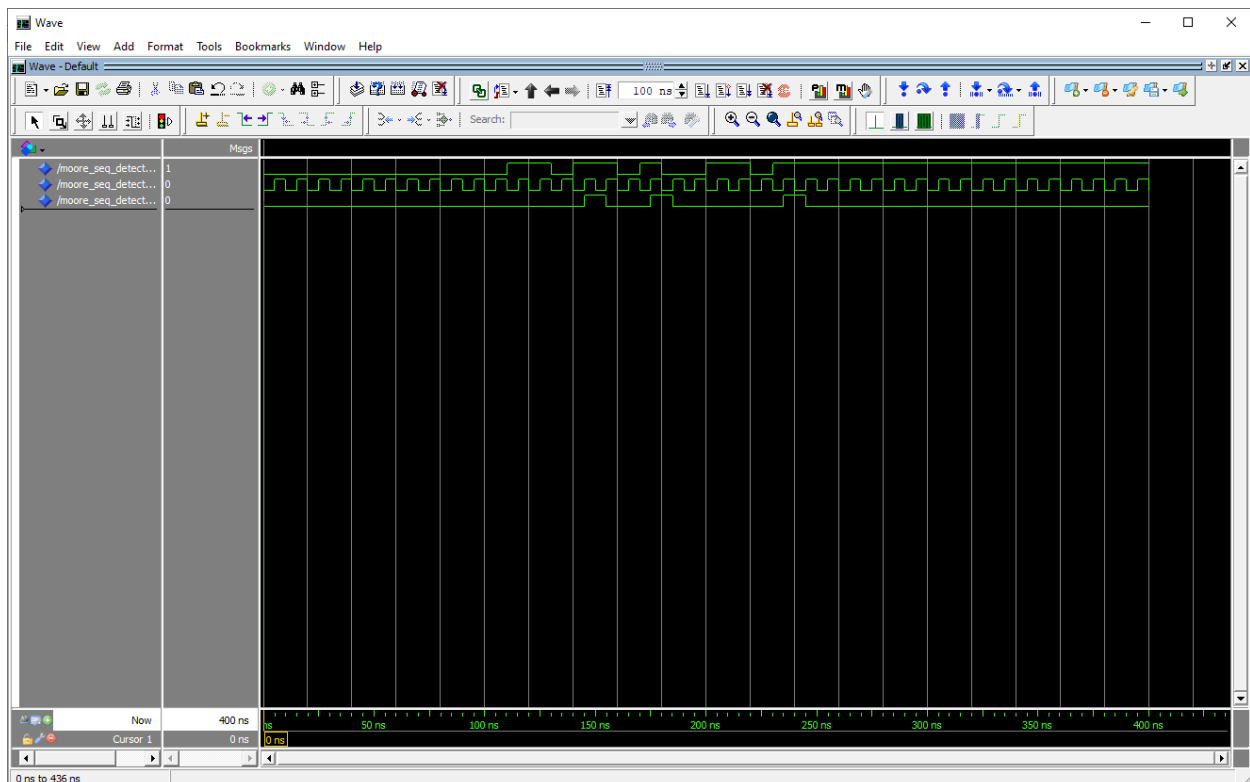 Wave
File Edit View Add Format Tools Bookmarks Window Help
Wave - Default
100 ns
Search:
Msgs
/moore_seq_detect... 1
/moore_seq_detect... 0
/moore_seq_detect... 0
Now 400 ns
ns 50 ns 100 ns 150 ns 200 ns 250 ns 300 ns 350 ns 400 ns
Cursor 1 0 ns 0 ns
0 ns to 436 ns